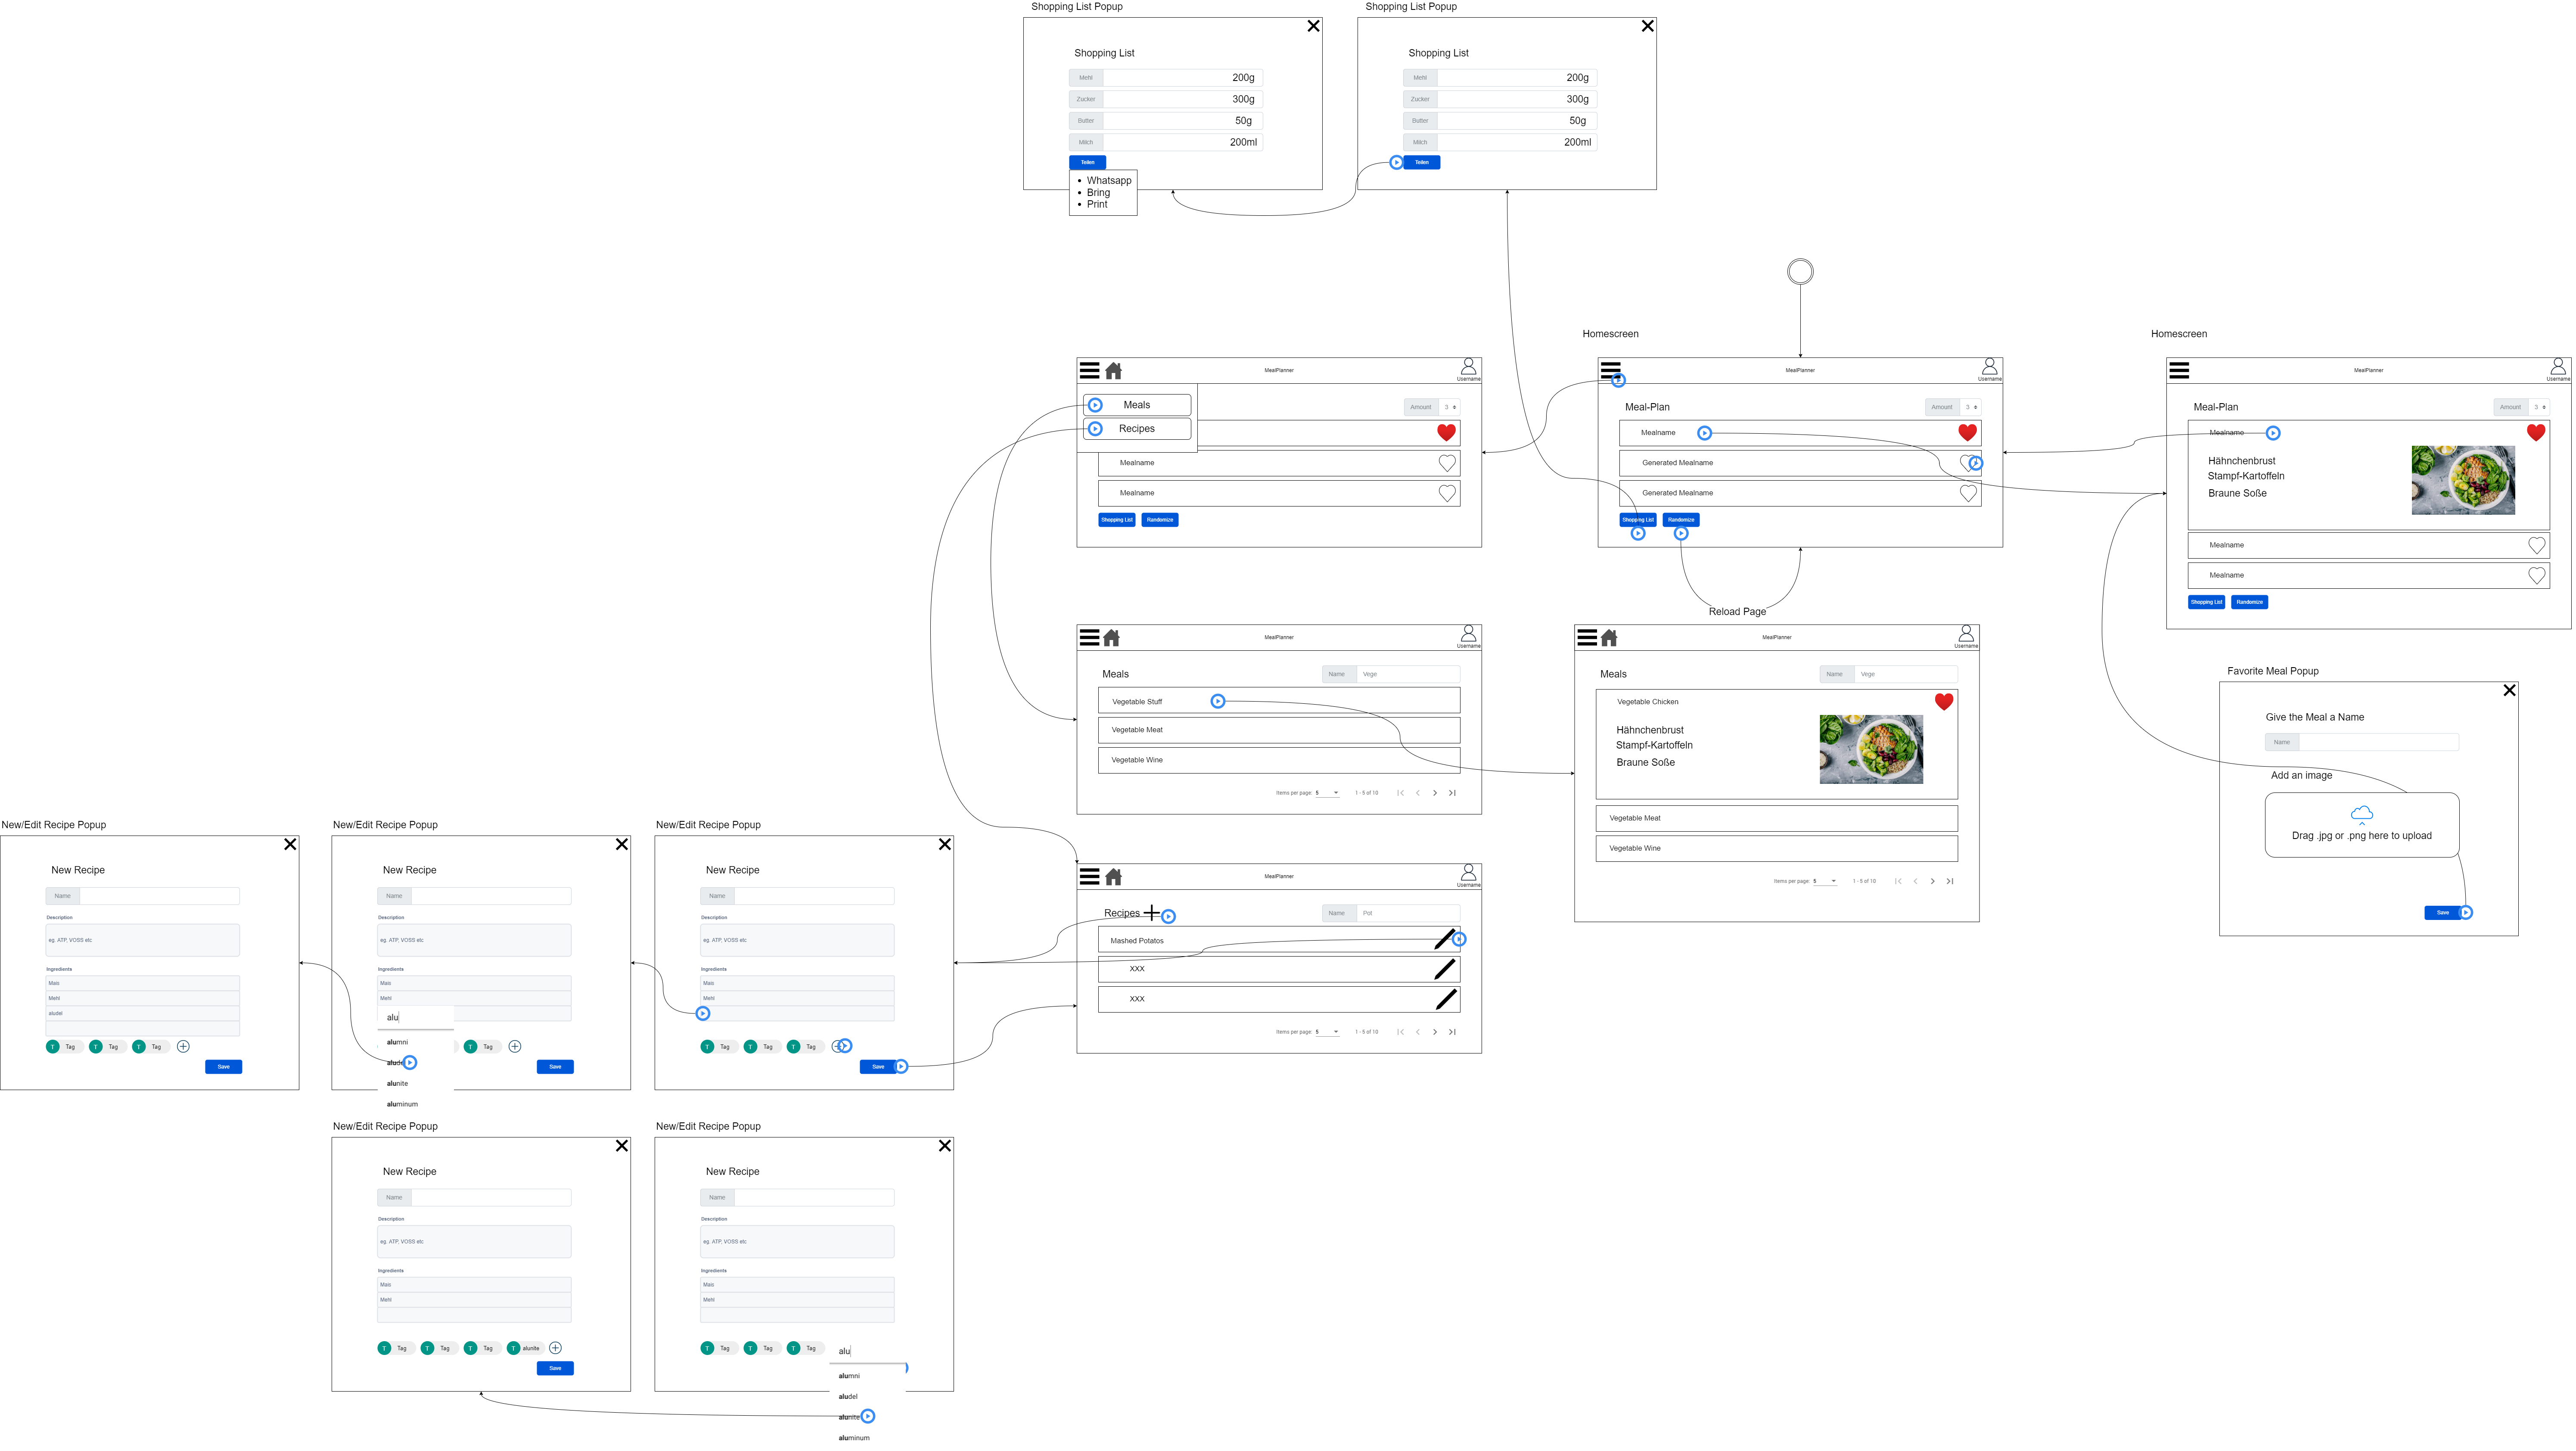 Shopping List Popup
Shopping List
Mehl 200g
Zucker 300g
Butter 50g
Milch 200ml
Teilen
Whatsapp
Bring
Print
Shopping List Popup
Shopping List
Mehl 200g
Zucker 300g
Butter 50g
Milch 200ml
Teilen
MealPlanner
Username
Meals
Recipes
Amount 3
Mealname
Mealname
Shopping List Randomize
Homescreen
MealPlanner
Username
Meal-Plan
Amount 3
Mealname
Generated Mealname
Generated Mealname
Shopping List Randomize
Reload Page
Homescreen
MealPlanner
Username
Meal-Plan
Amount 3
Mealname
Hähnchenbrust
Stampf-Kartoffeln
Braune Soße
Mealname
Mealname
Shopping List Randomize
MealPlanner
Username
Meals
Name Vege
Vegetable Stuff
Vegetable Meat
Vegetable Wine
Items per page: 5 1 - 5 of 10
MealPlanner
Username
Meals
Name Vege
Vegetable Chicken
Hähnchenbrust
Stampf-Kartoffeln
Braune Soße
Vegetable Meat
Vegetable Wine
Items per page: 5 1 - 5 of 10
Favorite Meal Popup
Give the Meal a Name
Name
Add an image
Drag .jpg or .png here to upload
Save
New/Edit Recipe Popup
New Recipe
Name
Description
eg. ATP, VOSS etc
Ingredients
Mais
Mehl
aludel
T Tag T Tag T Tag
Save
New/Edit Recipe Popup
New Recipe
Name
Description
eg. ATP, VOSS etc
Ingredients
Mais
Mehl
alu
alumni
alunite
aluminum
T Tag
Save
New/Edit Recipe Popup
New Recipe
Name
Description
eg. ATP, VOSS etc
Ingredients
Mais
Mehl
T Tag T Tag T Tag
Save
MealPlanner
Username
Recipes
Name Pot
Mashed Potatos
XXX
XXX
Items per page: 5 1 - 5 of 10
New/Edit Recipe Popup
New Recipe
Name
Description
eg. ATP, VOSS etc
Ingredients
Mais
Mehl
T Tag T Tag T Tag T alunite
Save
New/Edit Recipe Popup
New Recipe
Name
Description
eg. ATP, VOSS etc
Ingredients
Mais
Mehl
T Tag T Tag T Tag
alu
alumni
aludel
alunite
aluminum